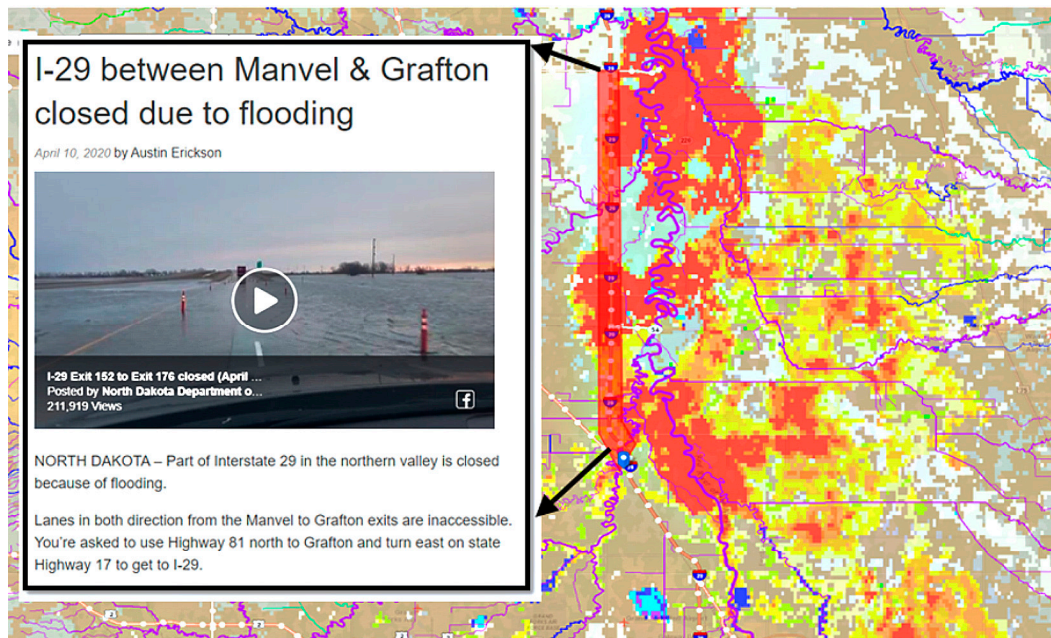 I-29 between Manvel & Grafton
closed due to flooding
April 10, 2020 by Austin Erickson
I-29 Exit 152 to Exit 176 closed (April ...
Posted by North Dakota Department o...
211,919 Views
NORTH DAKOTA – Part of Interstate 29 in the northern valley is closed
because of flooding.
Lanes in both direction from the Manvel to Grafton exits are inaccessible.
You're asked to use Highway 81 north to Grafton and turn east on state
Highway 17 to get to I-29.